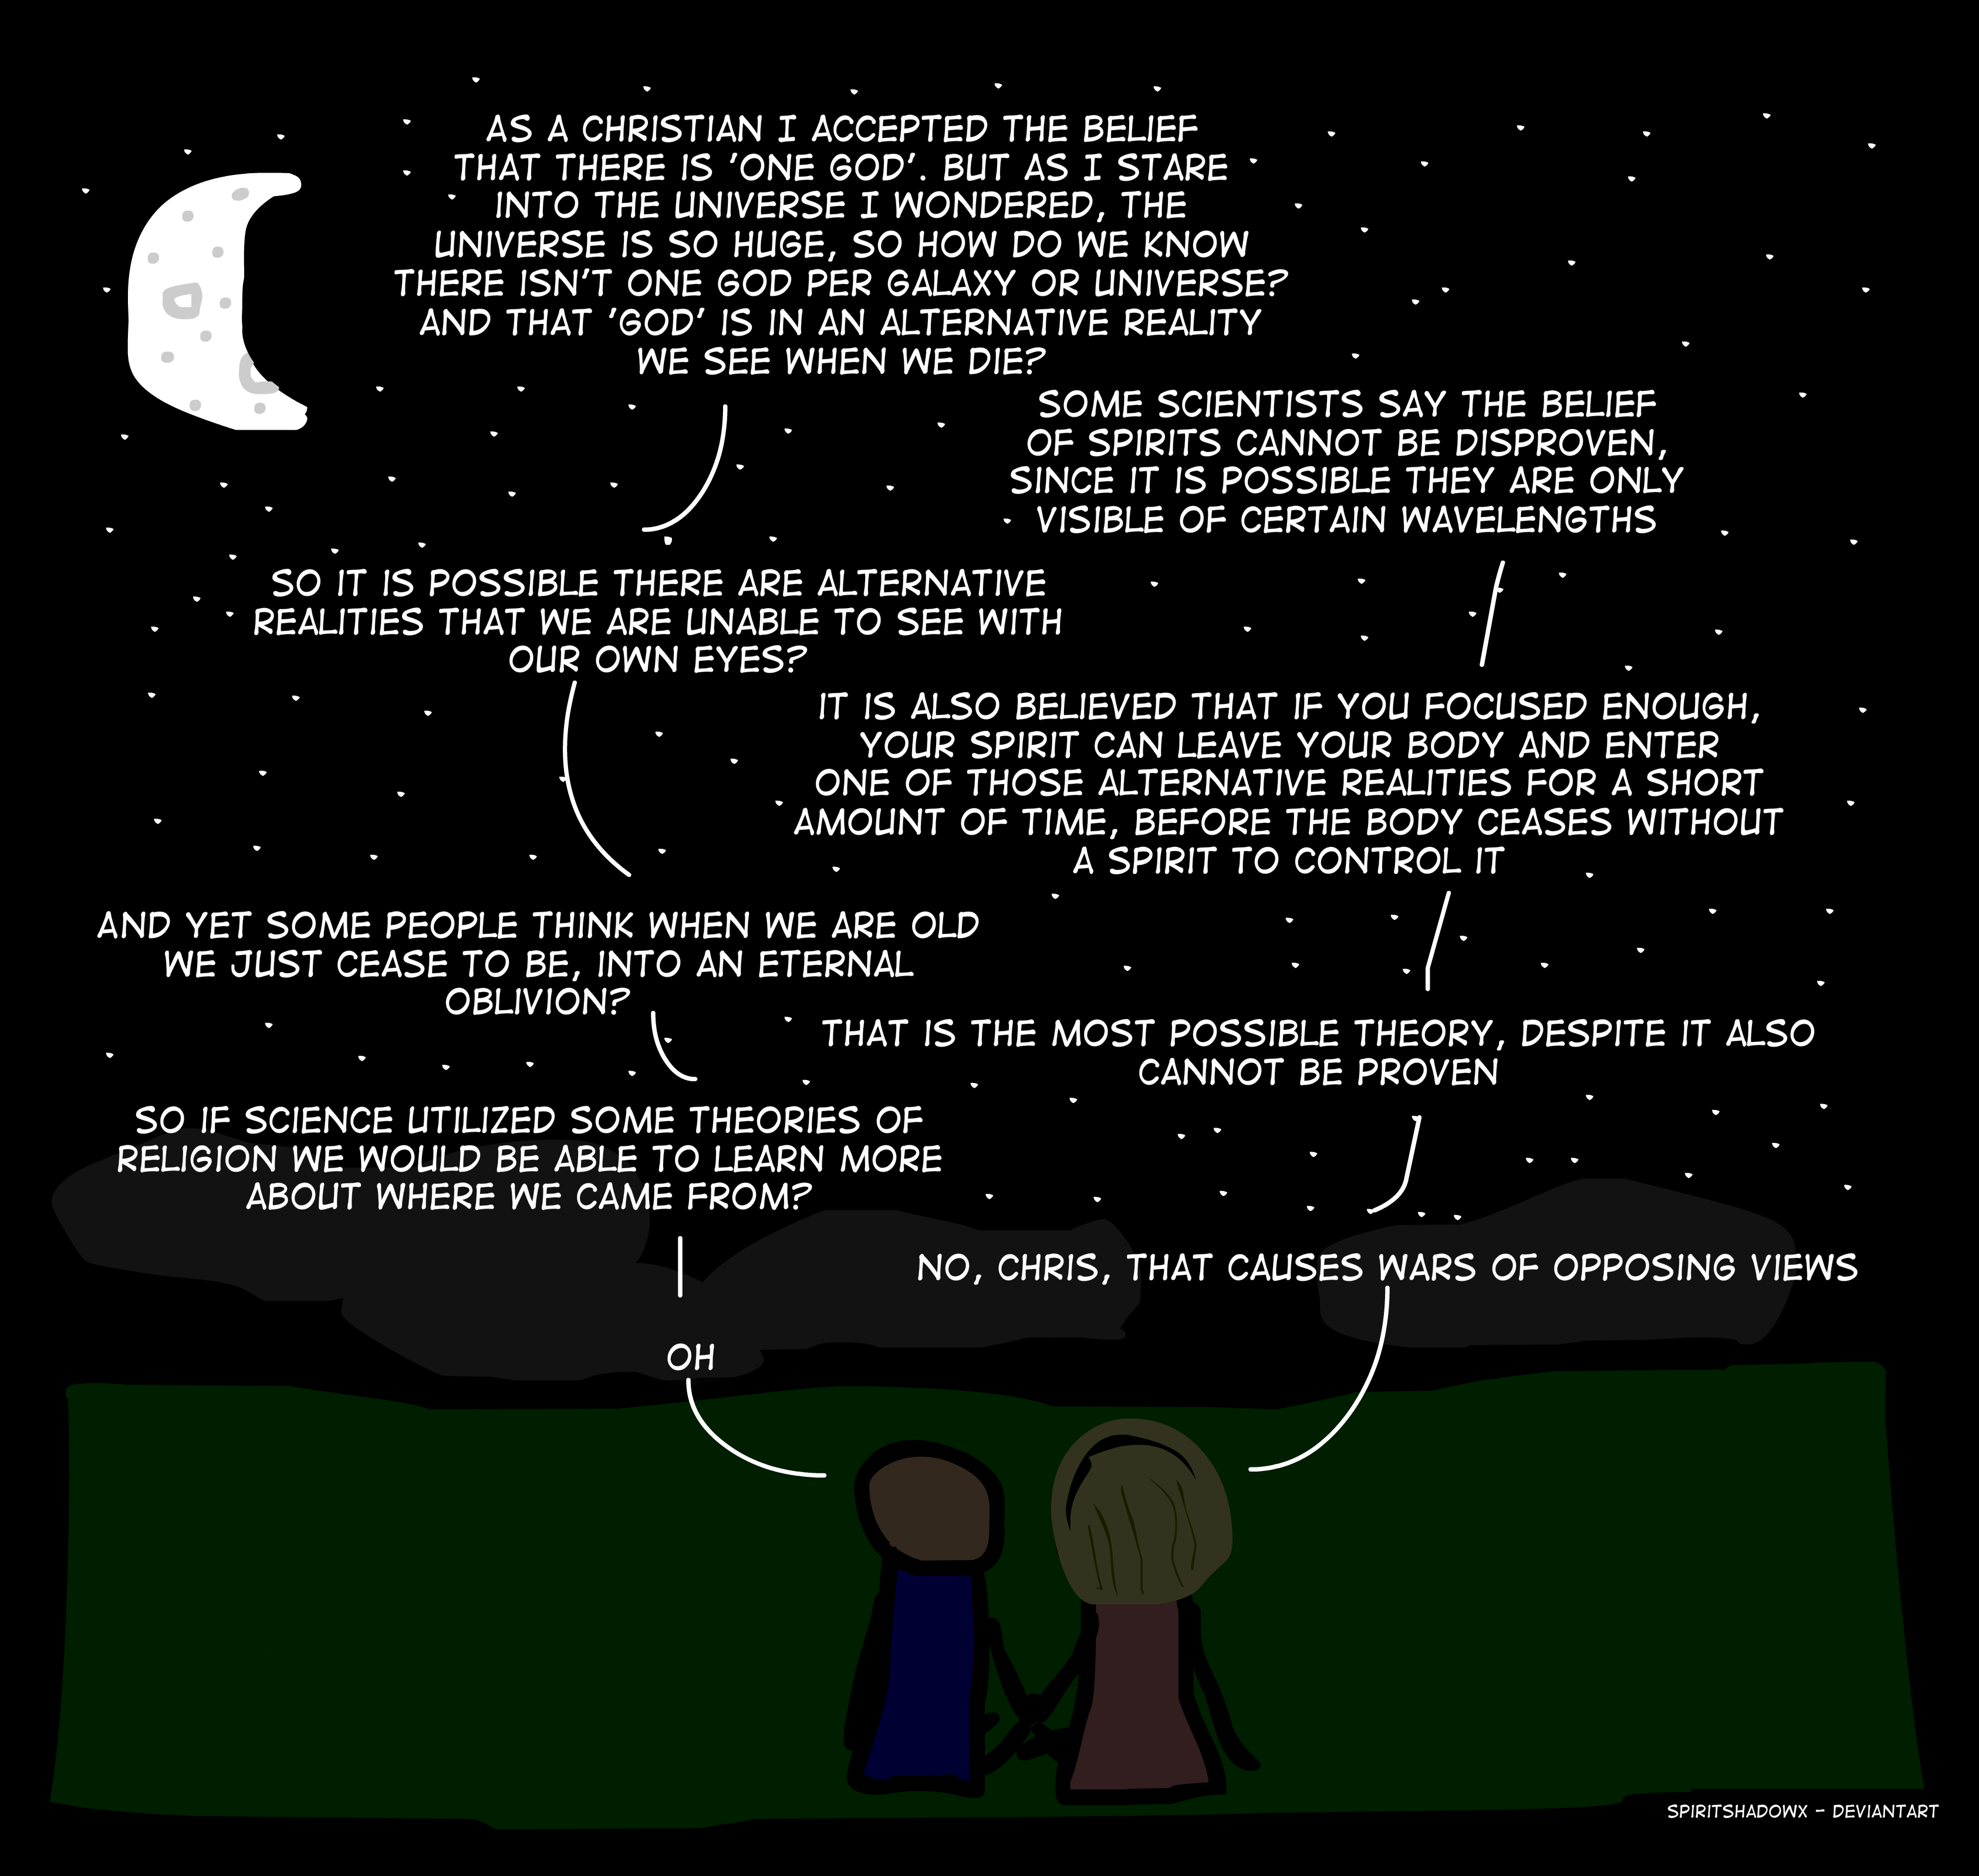 AS A CHRISTIAN I ACCEPTED THE BELIEF
THAT THERE IS 'ONE GOD'. BUT AS I STARE
INTO THE UNIVERSE I WONDERED, THE
UNIVERSE IS SO HUGE, SO HOW DO WE KNOW
THERE ISN'T ONE GOD PER GALAXY OR UNIVERSE?
AND THAT 'GOD' IS IN AN ALTERNATIVE REALITY
WE SEE WHEN WE DIE?
SOME SCIENTISTS SAY THE BELIEF
OF SPIRITS CANNOT BE DISPROVEN,
SINCE IT IS POSSIBLE THEY ARE ONLY
VISIBLE OF CERTAIN WAVELENGTHS
SO IT IS POSSIBLE THERE ARE ALTERNATIVE
REALITIES THAT WE ARE UNABLE TO SEE WITH
OUR OWN EYES?
IT IS ALSO BELIEVED THAT IF YOU FOCUSED ENOUGH,
YOUR SPIRIT CAN LEAVE YOUR BODY AND ENTER
ONE OF THOSE ALTERNATIVE REALITIES FOR A SHORT
AMOUNT OF TIME, BEFORE THE BODY CEASES WITHOUT
A SPIRIT TO CONTROL IT
AND YET SOME PEOPLE THINK WHEN WE ARE OLD
WE JUST CEASE TO BE, INTO AN ETERNAL
OBLIVION?
THAT IS THE MOST POSSIBLE THEORY, DESPITE IT ALSO
CANNOT BE PROVEN
SO IF SCIENCE UTILIZED SOME THEORIES OF
RELIGION WE WOULD BE ABLE TO LEARN MORE
ABOUT WHERE WE CAME FROM?
NO, CHRIS, THAT CAUSES WARS OF OPPOSING VIEWS
OH
SPIRITSHADOWX - DEVIANTART